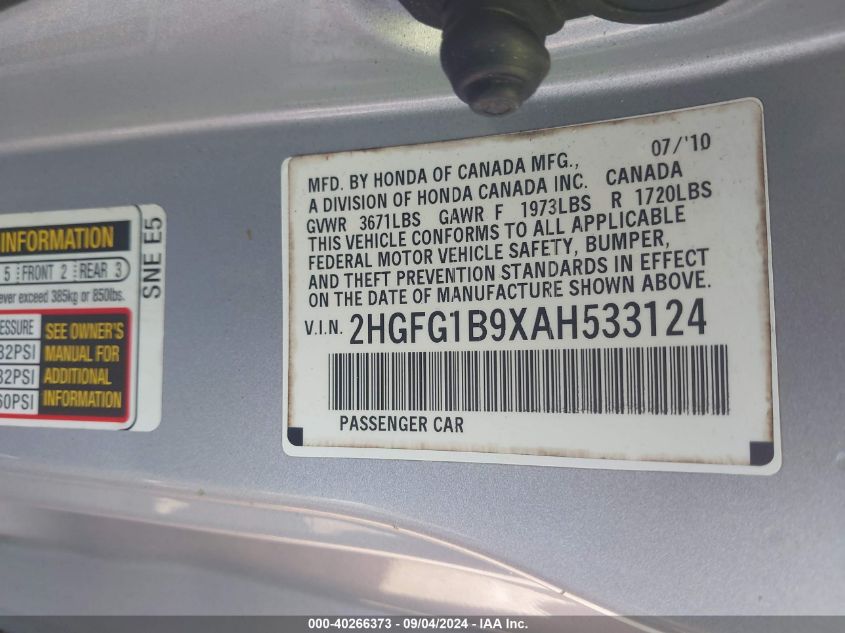 MFD. BY HONDA OF CANADA MFG., 07/'10
A DIVISION OF HONDA CANADA INC. CANADA
GVWR 3671LBS GAWR F 1973LBS R 1720LBS
THIS VEHICLE CONFORMS TO ALL APPLICABLE
FEDERAL MOTOR VEHICLE SAFETY, BUMPER,
AND THEFT PREVENTION STANDARDS IN EFFECT
ON THE DATE OF MANUFACTURE SHOWN ABOVE.
V.I.N. 2HGFG1B9XAH533124
PASSENGER CAR
INFORMATION
5 FRONT 2 REAR 3
exceed 385kg or 850lbs.
SEE OWNER'S
MANUAL FOR
ADDITIONAL
INFORMATION
SNE E5
000-40266373 - 09/04/2024 - IAA Inc.